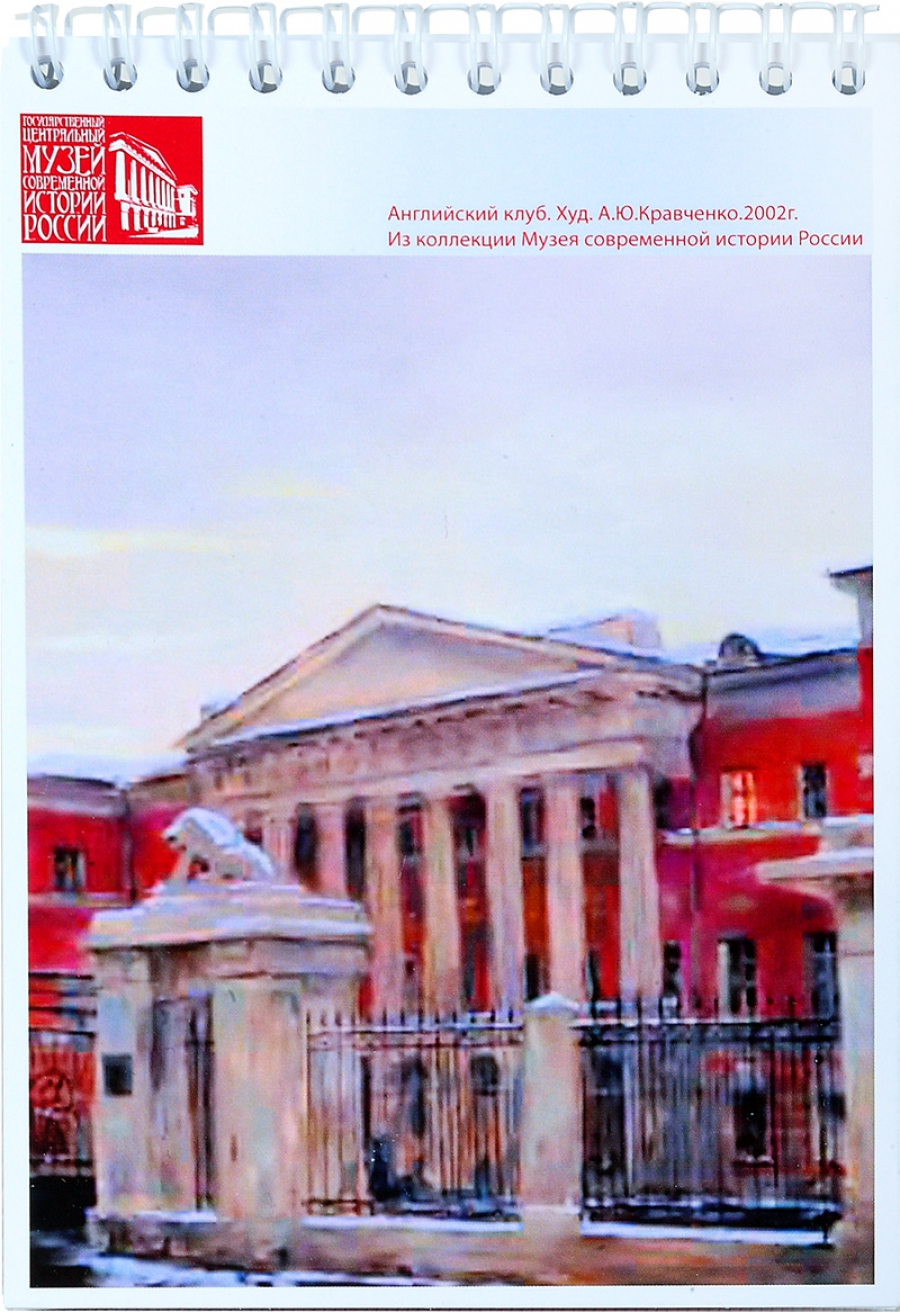 ГОСУДАРСТВЕННЫЙ
ЦЕНТРАЛЬНЫЙ
МУЗЕЙ
СОВРЕМЕННОЙ
ИСТОРИИ
РОССИИ
Английский клуб. Худ. А.Ю.Кравченко.2002г.
Из коллекции Музея современной истории России